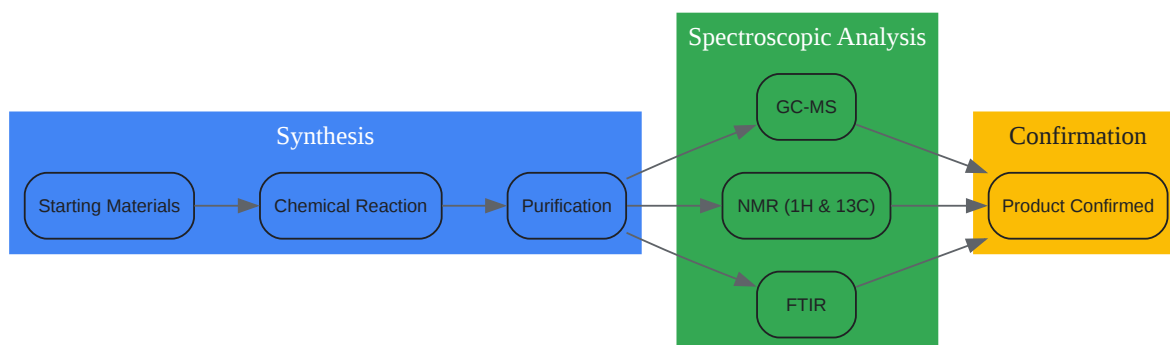 Synthesis
Starting Materials
Chemical Reaction
Purification
Spectroscopic Analysis
GC-MS
NMR (1H & 13C)
FTIR
Confirmation
Product Confirmed